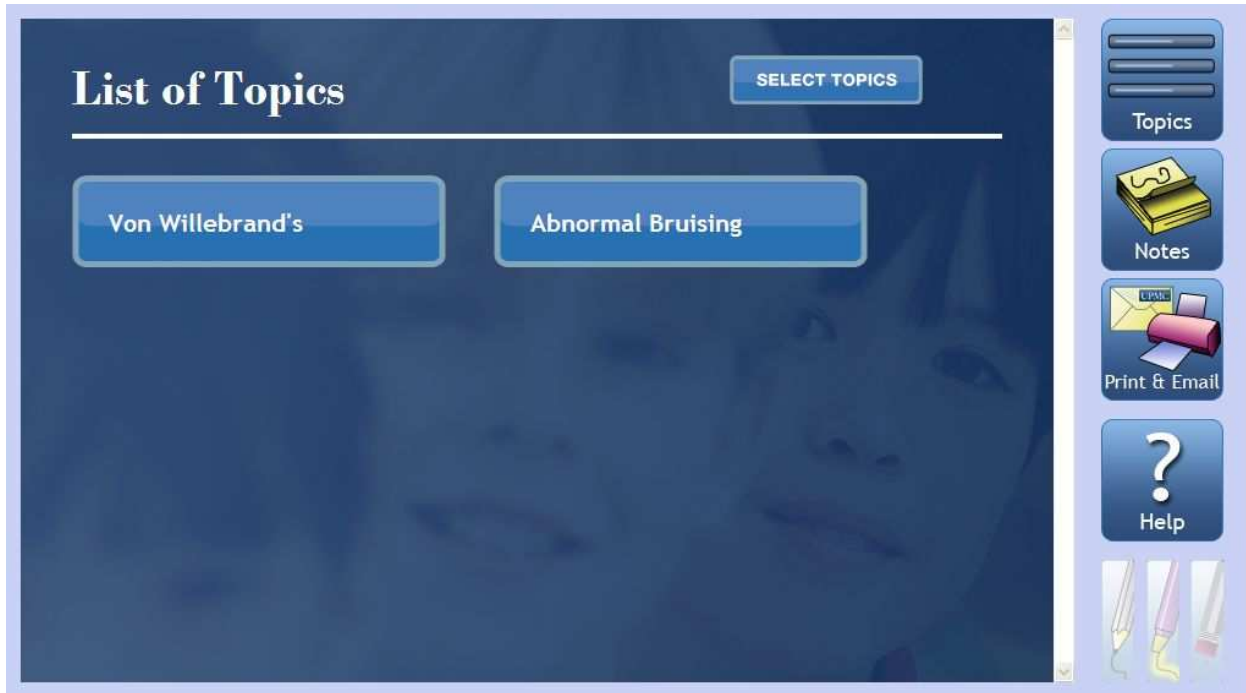 List of Topics
SELECT TOPICS
Von Willebrand's
Abnormal Bruising
Topics
Notes
UPMC
Print & Email
?
Help